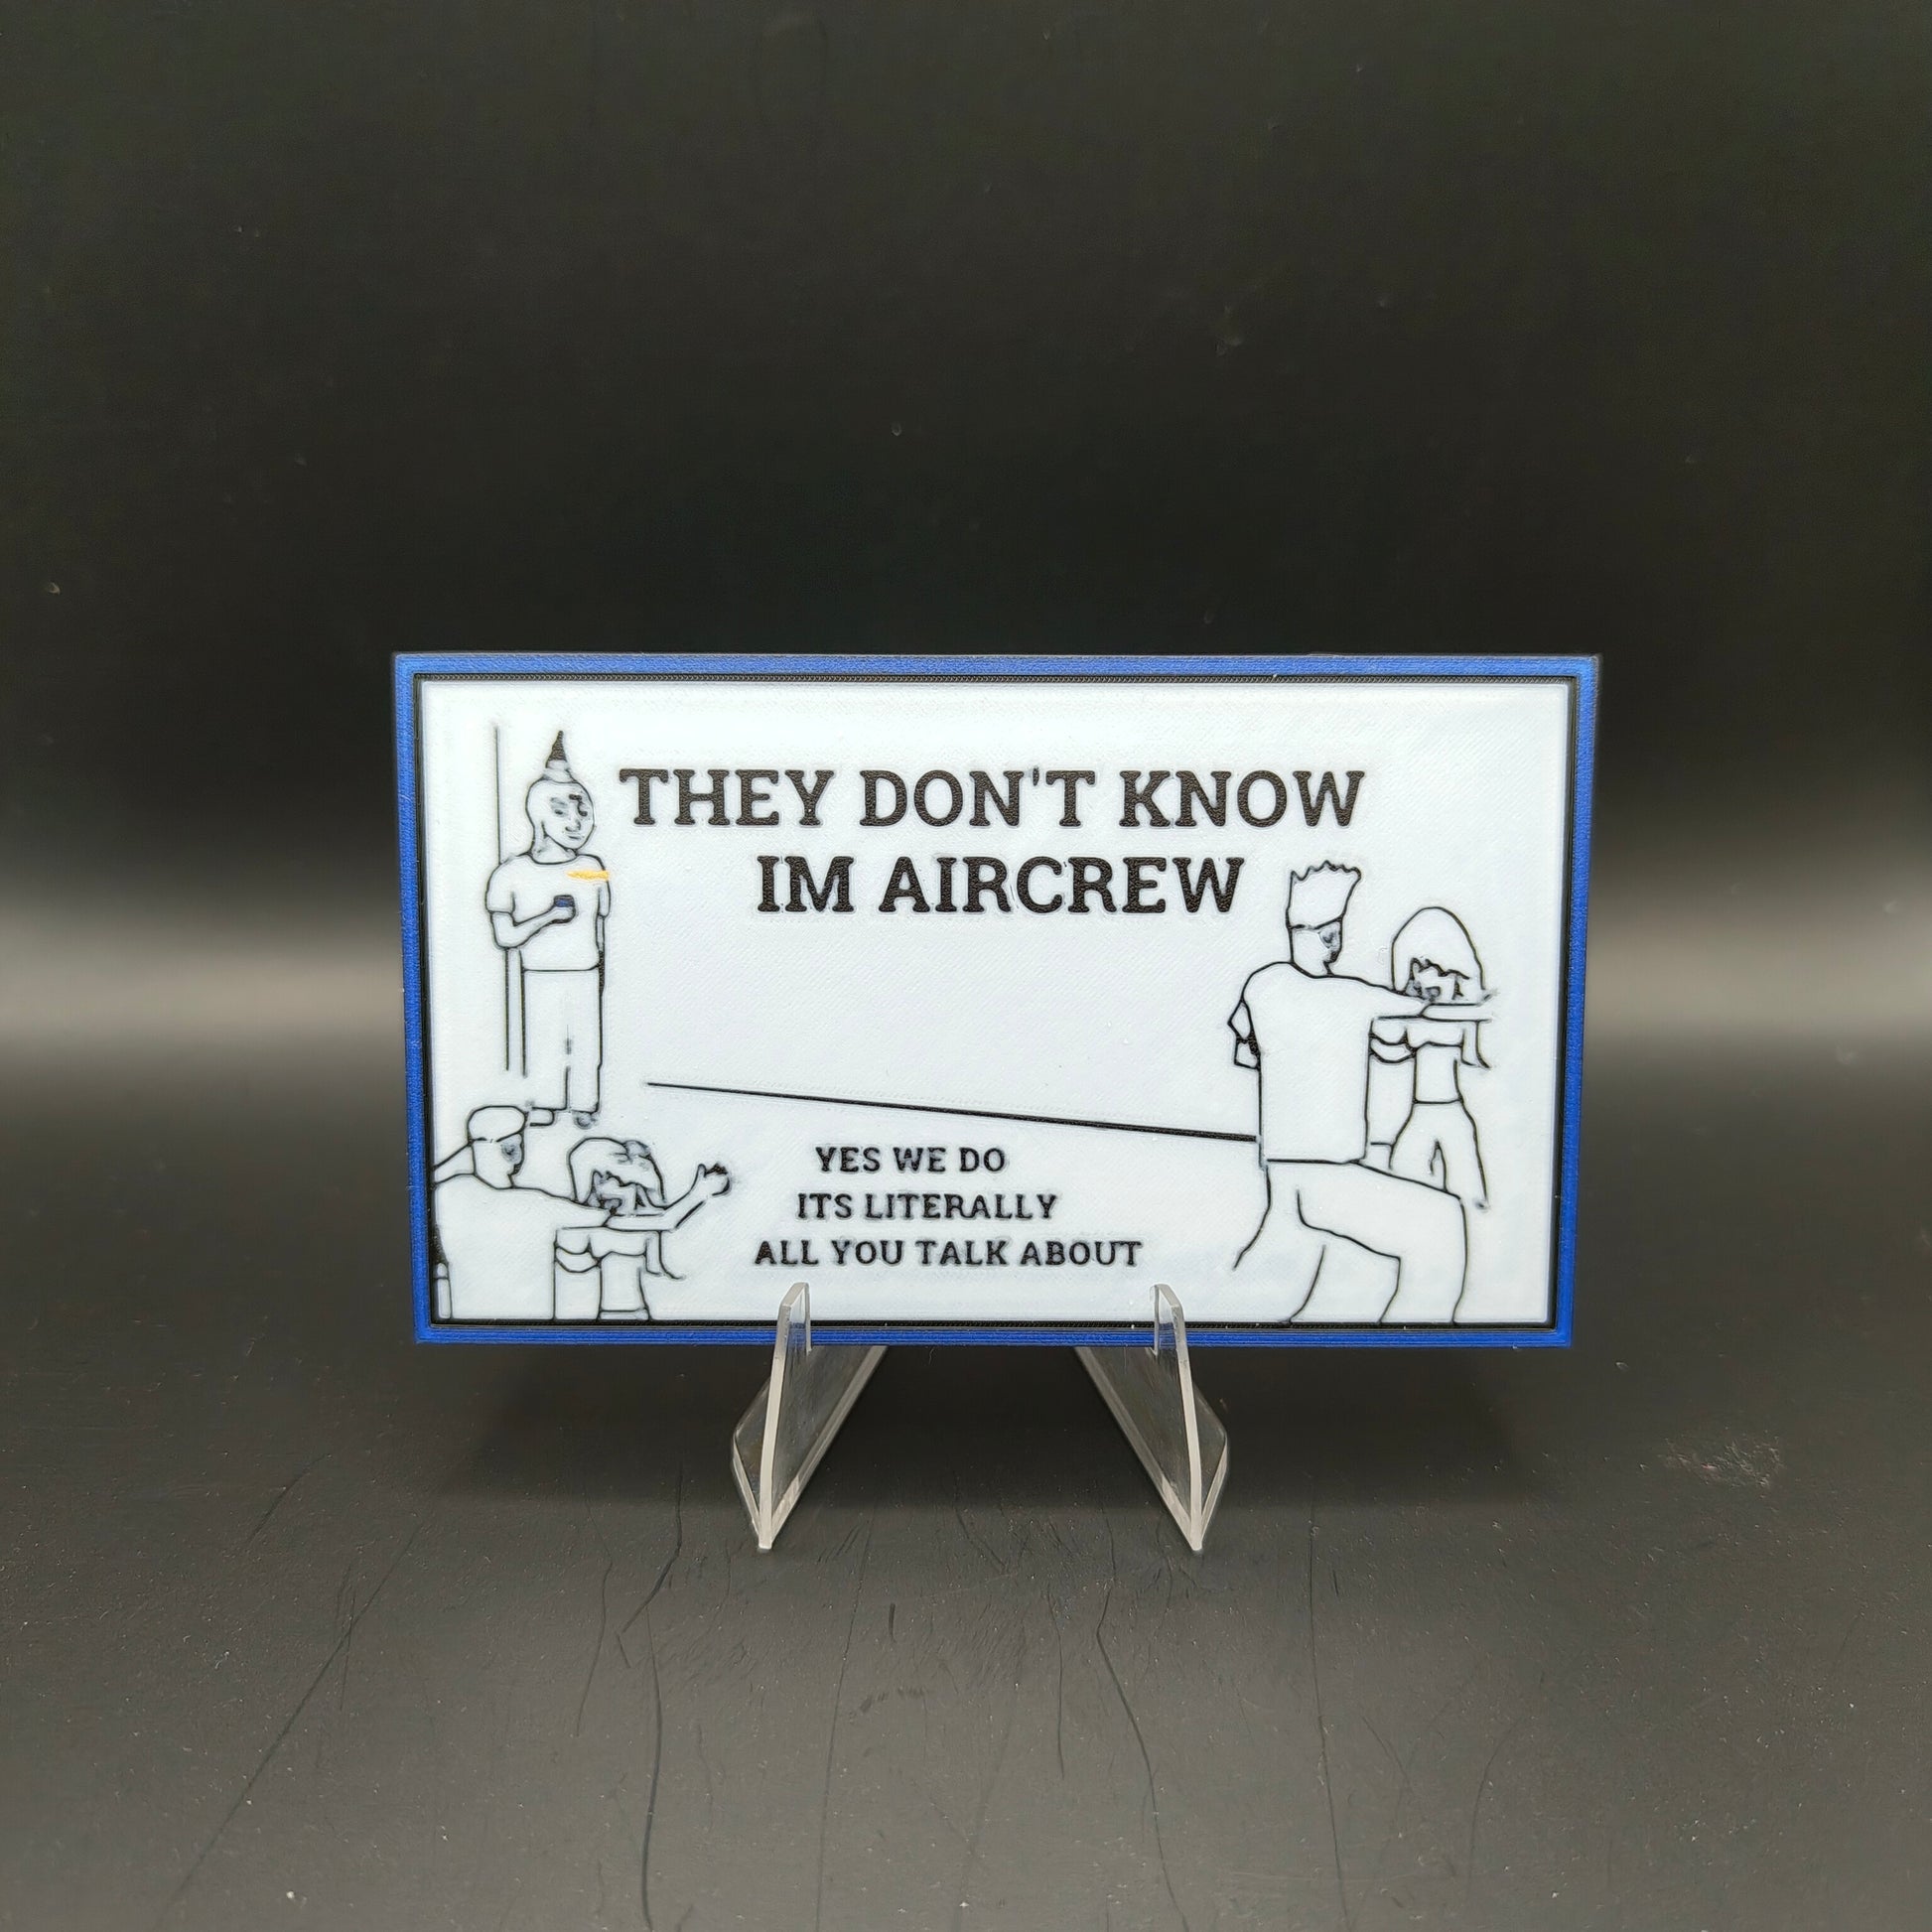 THEY DON'T KNOW
IM AIRCREW
YES WE DO
ITS LITERALLY
ALL YOU TALK ABOUT